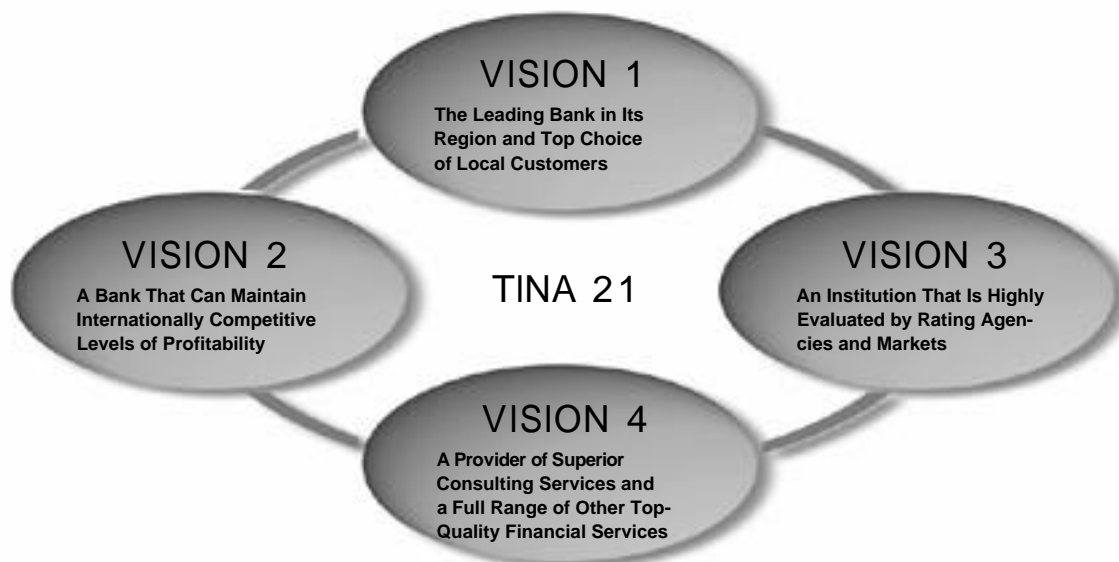 VISION 1
The Leading Bank in Its
Region and Top Choice
of Local Customers
VISION 2
A Bank That Can Maintain
Internationally Competitive
Levels of Profitability
TINA 21
VISION 3
An Institution That Is Highly
Evaluated by Rating Agen-
cies and Markets
VISION 4
A Provider of Superior
Consulting Services and
a Full Range of Other Top-
Quality Financial Services